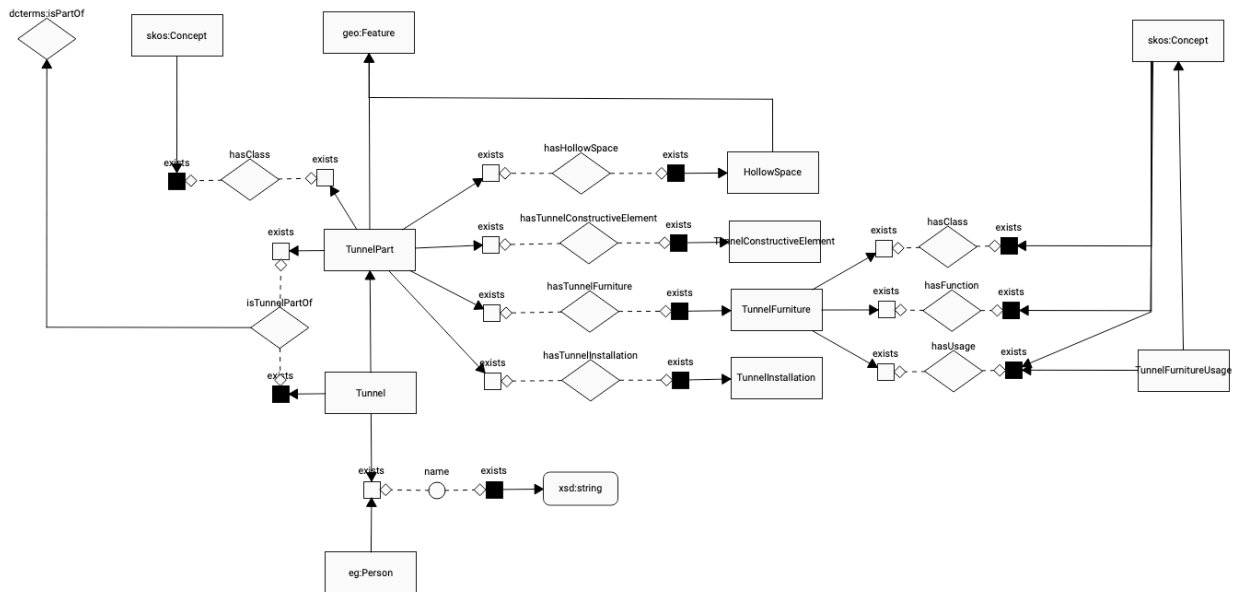 dcterms:isPartOf
skos:Concept
geo:Feature
skos:Concept
exists
hasClass
exists
exists
hasHollowSpace
exists
HollowSpace
exists
TunnelPart
exists
hasTunnelConstructiveElement
exists
TunnelConstructiveElement
exists
hasClass
exists
isTunnelPartOf
exists
hasTunnelFurniture
exists
TunnelFurniture
exists
hasFunction
exists
exists
Tunnel
exists
hasTunnelInstallation
exists
TunnelInstallation
exists
hasUsage
exists
TunnelFurnitureUsage
exists
name
exists
xsd:string
eg:Person